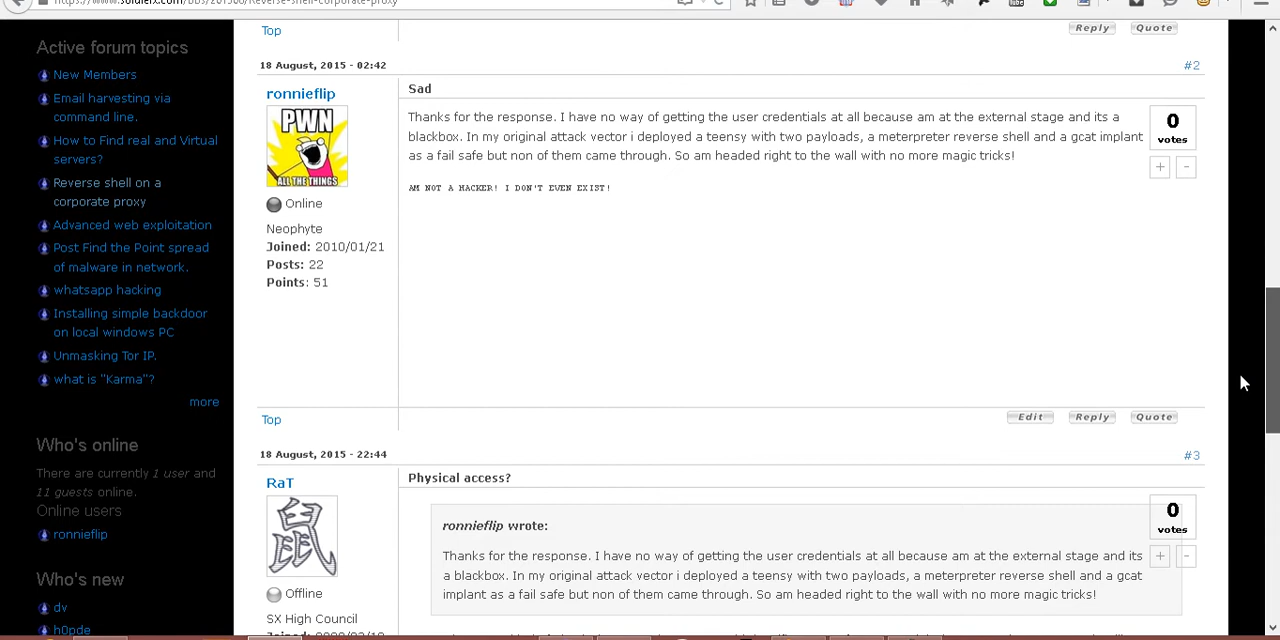 https://www.soldierx.com/bbs/201508/Reverse-shell-corporate-proxy
Active forum topics
New Members
Email harvesting via
command line.
How to Find real and Virtual
servers?
Reverse shell on a
corporate proxy
Advanced web exploitation
Post Find the Point spread
of malware in network.
whatsapp hacking
Installing simple backdoor
on local windows PC
Unmasking Tor IP.
what is "Karma"?
more
Who's online
There are currently 1 user and
11 guests online.
Online users
ronnieflip
Who's new
dv
h0pde
Top
Reply Quote
18 August, 2015 - 02:42
#2
ronnieflip
PWN
ALL THE THINGS
Online
Neophyte
Joined: 2010/01/21
Posts: 22
Points: 51
Sad
Thanks for the response. I have no way of getting the user credentials at all because am at the external stage and its a
blackbox. In my original attack vector i deployed a teensy with two payloads, a meterpreter reverse shell and a gcat implant
as a fail safe but non of them came through. So am headed right to the wall with no more magic tricks!
AM NOT A HACKER! I DON'T EVEN EXIST!
0
votes
+ -
Top
Edit Reply Quote
18 August, 2015 - 22:44
#3
RaT
鼠
Offline
SX High Council
Physical access?
ronnieflip wrote:
Thanks for the response. I have no way of getting the user credentials at all because am at the external stage and its
a blackbox. In my original attack vector i deployed a teensy with two payloads, a meterpreter reverse shell and a gcat
implant as a fail safe but non of them came through. So am headed right to the wall with no more magic tricks!
0
votes
+ -